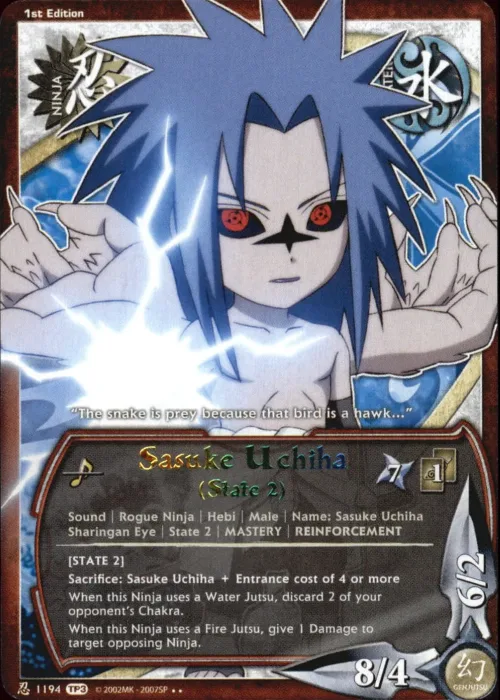 1st Edition
NINJA
忍
水
"The snake is prey because that bird is a hawk..."
Sasuke Uchiha
(State 2)
7
1
Sound | Rogue Ninja | Hebi | Male | Name: Sasuke Uchiha
Sharingan Eye | State 2 | MASTERY | REINFORCEMENT
[STATE 2]
Sacrifice: Sasuke Uchiha + Entrance cost of 4 or more
When this Ninja uses a Water Jutsu, discard 2 of your
opponent's Chakra.
When this Ninja uses a Fire Jutsu, give 1 Damage to
target opposing Ninja.
6/2
8/4
幻
GENJUTSU
忍 1194 TP3 © 2002MK - 2007SP